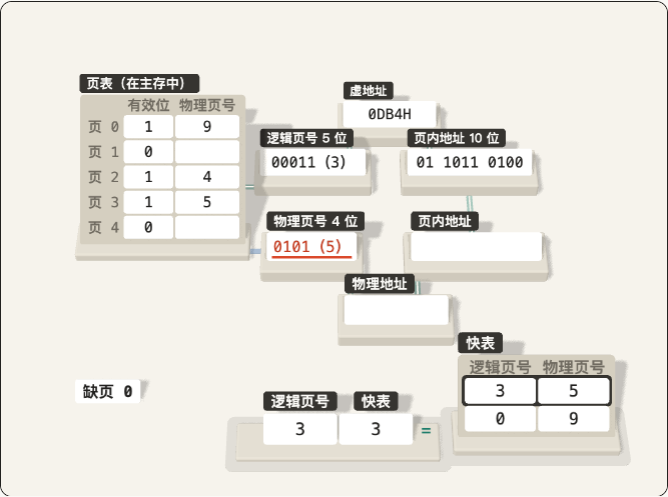 页表（在主存中）
有效位 物理页号
页 0 1 9
页 1 0
页 2 1 4
页 3 1 5
页 4 0
虚地址
0DB4H
逻辑页号 5 位
00011 (3)
页内地址 10 位
01 1011 0100
物理页号 4 位
0101 (5)
页内地址
物理地址
快表
逻辑页号 物理页号
3 5
0 9
缺页 0
逻辑页号 快表
3 3 =